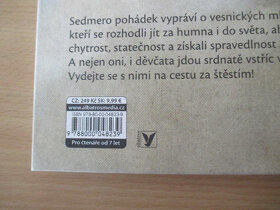 Sedmero pohádek vypráví o vesnických m
kteří se rozhodli jít za humna i do světa, ab
chytrost, statečnost a získali spravedlnost
A nejen oni, i děvčata jdou srdnatě vstříc
Vydejte se s nimi na cestu za štěstím!
CZ: 249 Kč SK: 9,99 €
www.albatrosmedia.cz
ISBN 978-80-00-04823-9
9788000048239
Pro čtenáře od 7 let